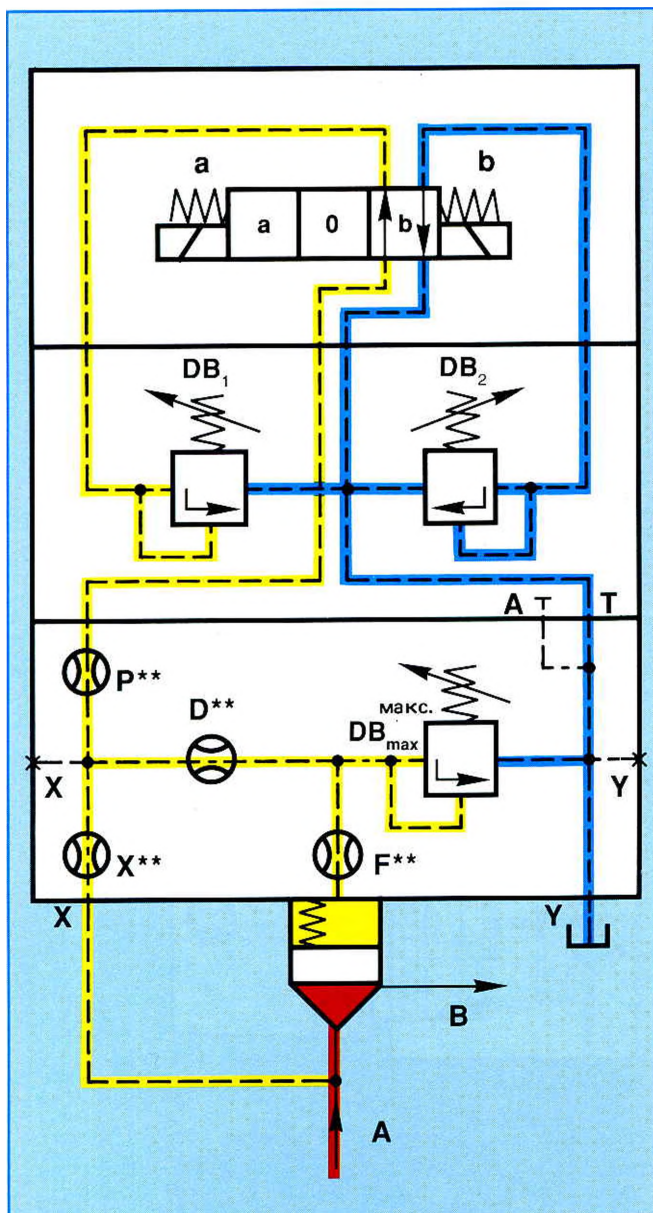 a b
a 0 b
DB₁ DB₂
A T
P**
D** макс.
DBmax
X Y
X** F**
X Y
B
A